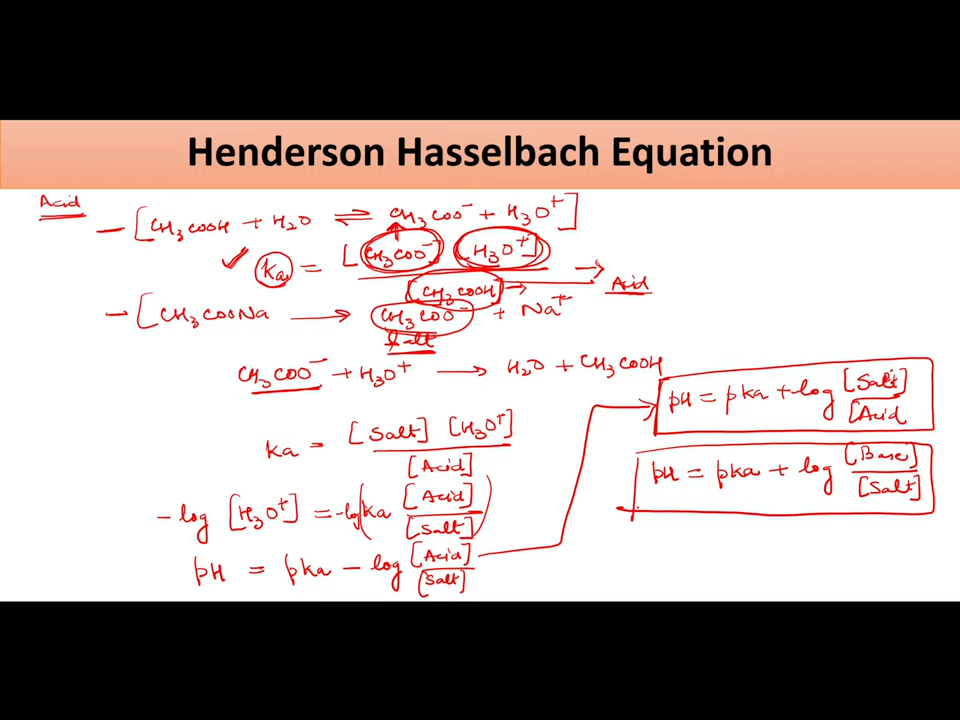 Henderson Hasselbach Equation
Acid
- [CH₃COOH + H₂O ⇌ CH₃COO⁻ + H₃O⁺]
✓ Ka = [CH₃COO⁻ H₃O⁺] / [CH₃COOH] → → Acid
- [CH₃COONa → CH₃COO⁻ + Na⁺
Salt
CH₃COO⁻ + H₃O⁺ → H₂O + CH₃COOH
Ka = [Salt] [H₃O⁺] / [Acid]
-log [H₃O⁺] = -log (Ka [Acid] / [Salt])
pH = pKa - log [Acid] / [Salt]
pH = pKa + log [Salt] / [Acid
pH = pKa + log [Base] / [Salt]